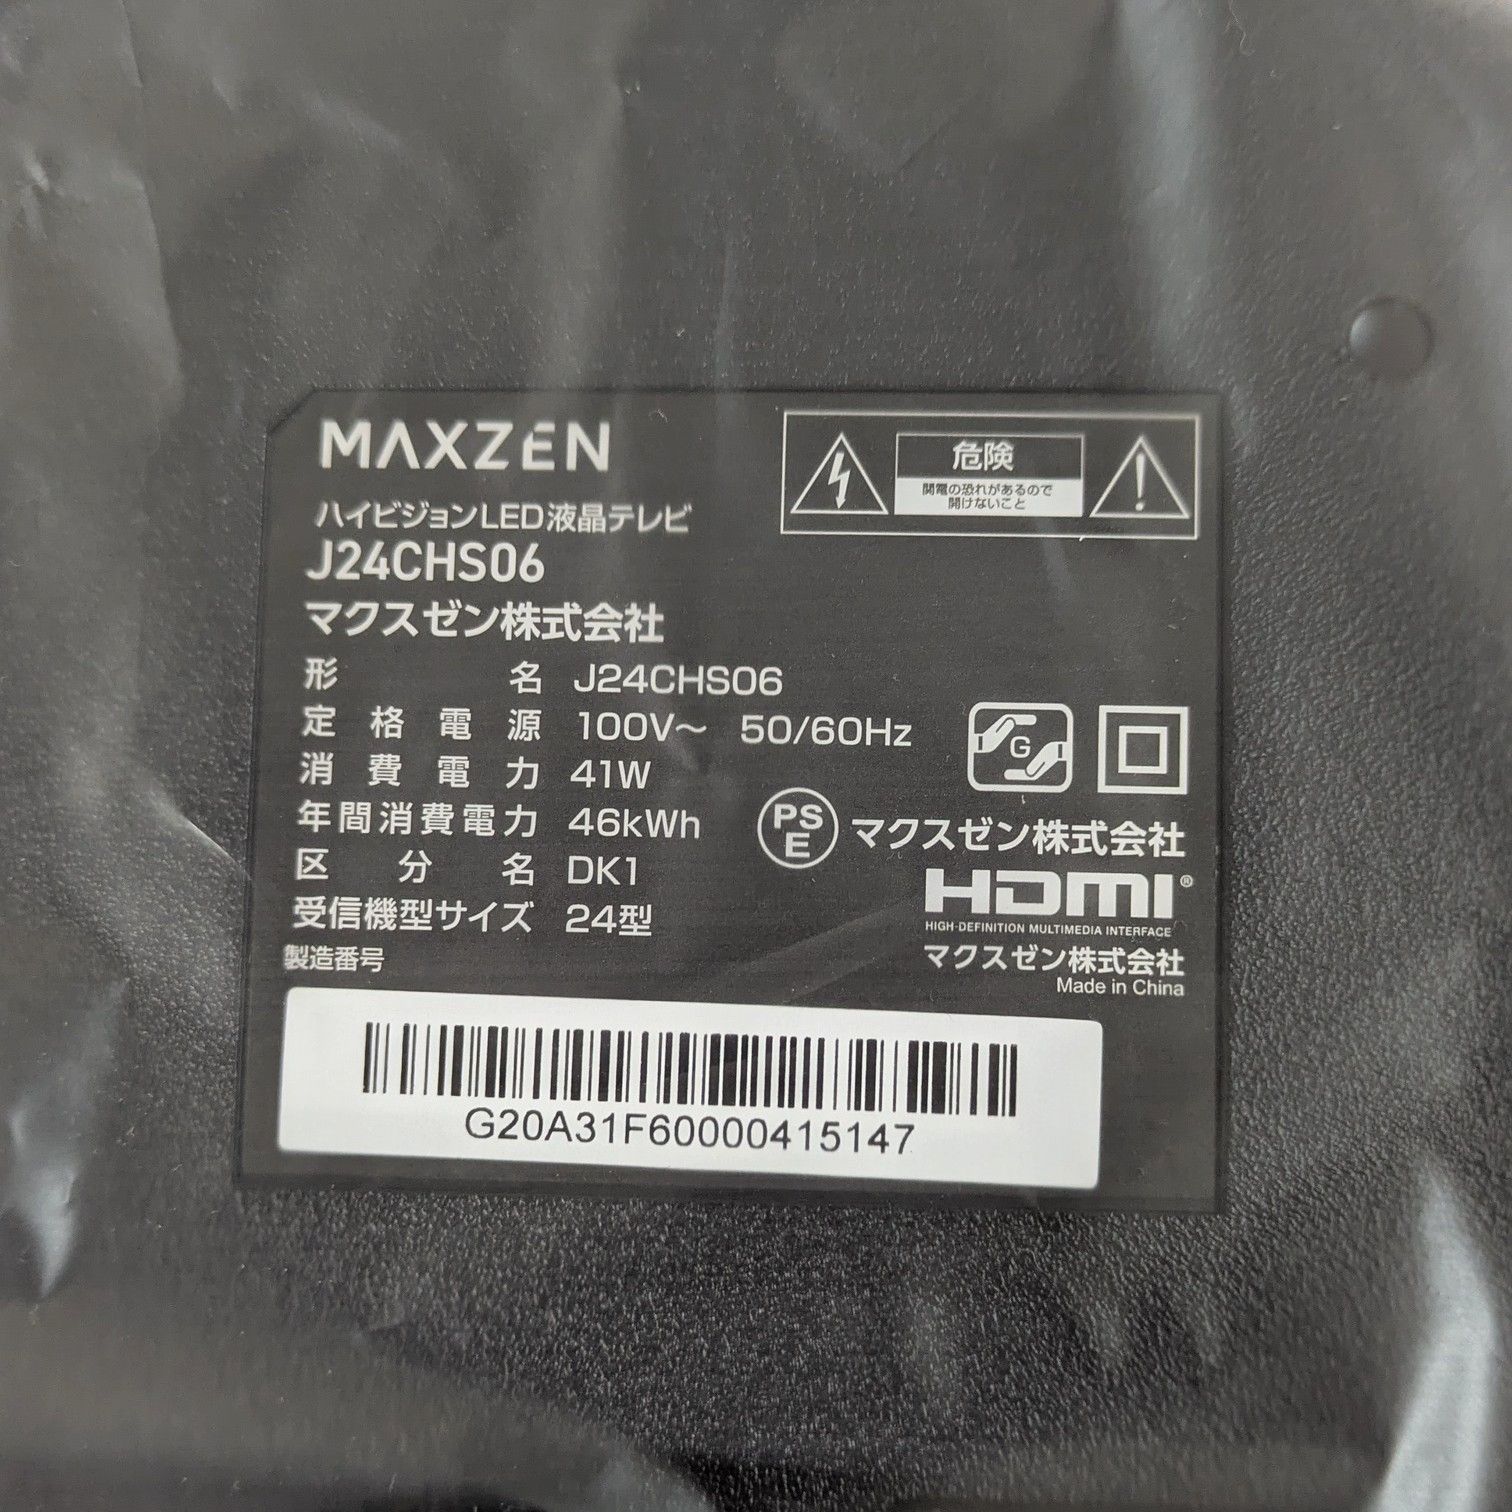 MAXZEN
ハイビジョンLED液晶テレビ
J24CHS06
マクスゼン株式会社
危険
開電の恐れがあるので
開けないこと
形名 J24CHS06
定格電源 100V～ 50/60Hz
消費電力 41W
年間消費電力 46kWh
区分名 DK1
受信機型サイズ 24型
製造番号
G
PS
E
マクスゼン株式会社
HDMI®
HIGH-DEFINITION MULTIMEDIA INTERFACE
マクスゼン株式会社
Made in China
G20A31F60000415147